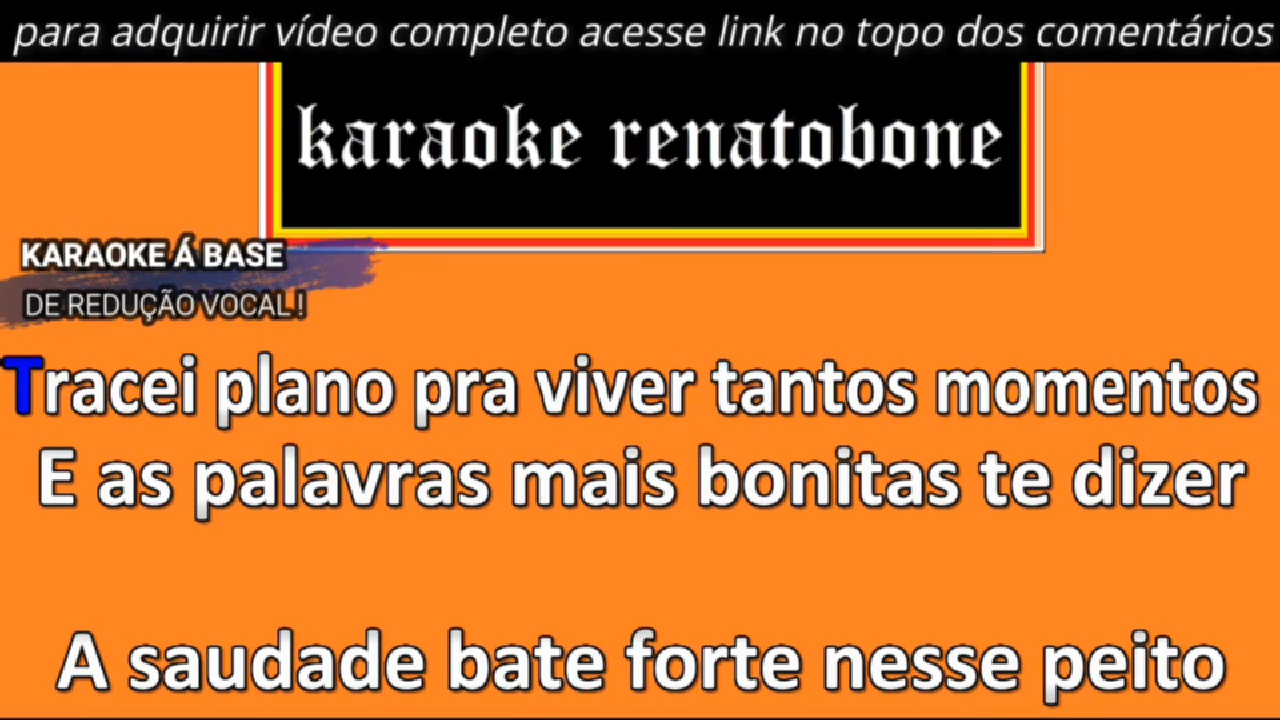 para adquirir vídeo completo acesse link no topo dos comentários
karaoke renatobone
KARAOKE Á BASE
DE REDUÇÃO VOCAL !
Tracei plano pra viver tantos momentos
E as palavras mais bonitas te dizer
A saudade bate forte nesse peito